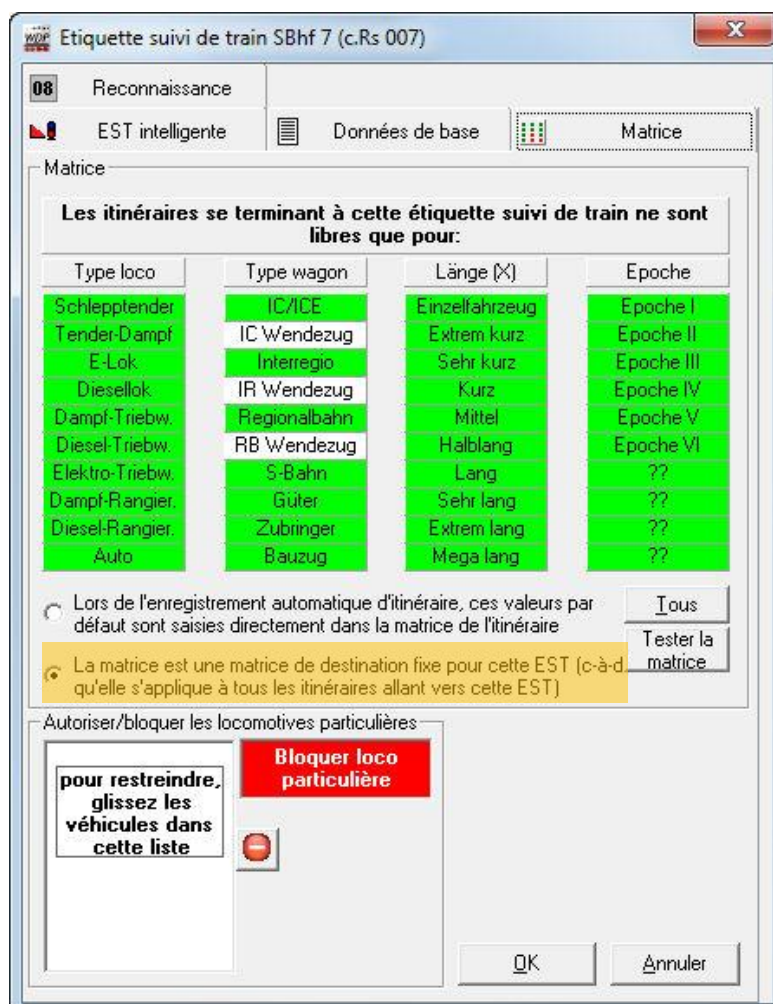 WDP Etiquette suivi de train SBhf 7 (c.Rs 007)
08 Reconnaissance
EST intelligente
Données de base
Matrice
Matrice
Les itinéraires se terminant à cette étiquette suivi de train ne sont
libres que pour:
Type loco Type wagon Länge (X) Epoche
Schlepptender IC/ICE Einzelfahrzeug Epoche I
Tender-Dampf IC Wendezug Extrem kurz Epoche II
E-Lok Interregio Sehr kurz Epoche III
Diesellok IR Wendezug Kurz Epoche IV
Dampf-Triebw. Regionalbahn Mittel Epoche V
Diesel-Triebw. RB Wendezug Halblang Epoche VI
Elektro-Triebw. S-Bahn Lang ??
Dampf-Rangier. Güter Sehr lang ??
Diesel-Rangier. Zubringer Extrem lang ??
Auto Bauzug Mega lang ??
Lors de l'enregistrement automatique d'itinéraire, ces valeurs par
défaut sont saisies directement dans la matrice de l'itinéraire
Tous
Tester la
matrice
La matrice est une matrice de destination fixe pour cette EST (c-à-d.
qu'elle s'applique à tous les itinéraires allant vers cette EST)
Autoriser/bloquer les locomotives particulières
pour restreindre,
glissez les
véhicules dans
cette liste
Bloquer loco
particulière
OK
Annuler